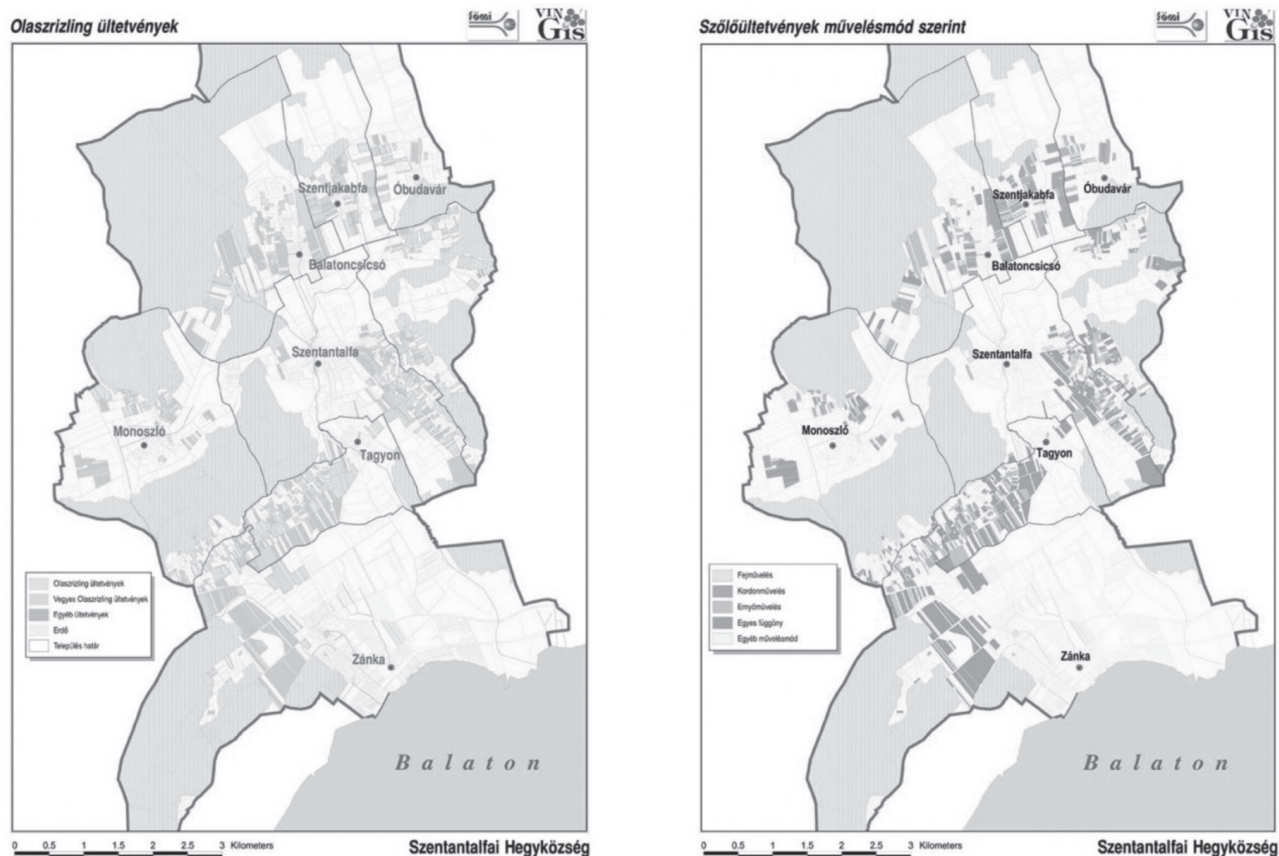 Olaszrizling ültetvények
fömi
VIN
GiS
Szentjakabfa
Óbudavár
Balatoncsicsó
Szentantalfa
Monoszló
Tagyon
Zánka
Olaszrizling ültetvények
Vegyes Olaszrizling ültetvények
Egyéb ültetvények
Erdő
Település határ
Balaton
0 0.5 1 1.5 2 2.5 3 Kilometers
Szentantalfai Hegyközség
Szőlőültetvények művelésmód szerint
fömi
VIN
GiS
Szentjakabfa
Óbudavár
Balatoncsicsó
Szentantalfa
Monoszló
Tagyon
Zánka
Fejművelés
Kordonművelés
Ernyőművelés
Egyes függöny
Egyéb művelésmód
Balaton
0 0.5 1 1.5 2 2.5 3 Kilometers
Szentantalfai Hegyközség